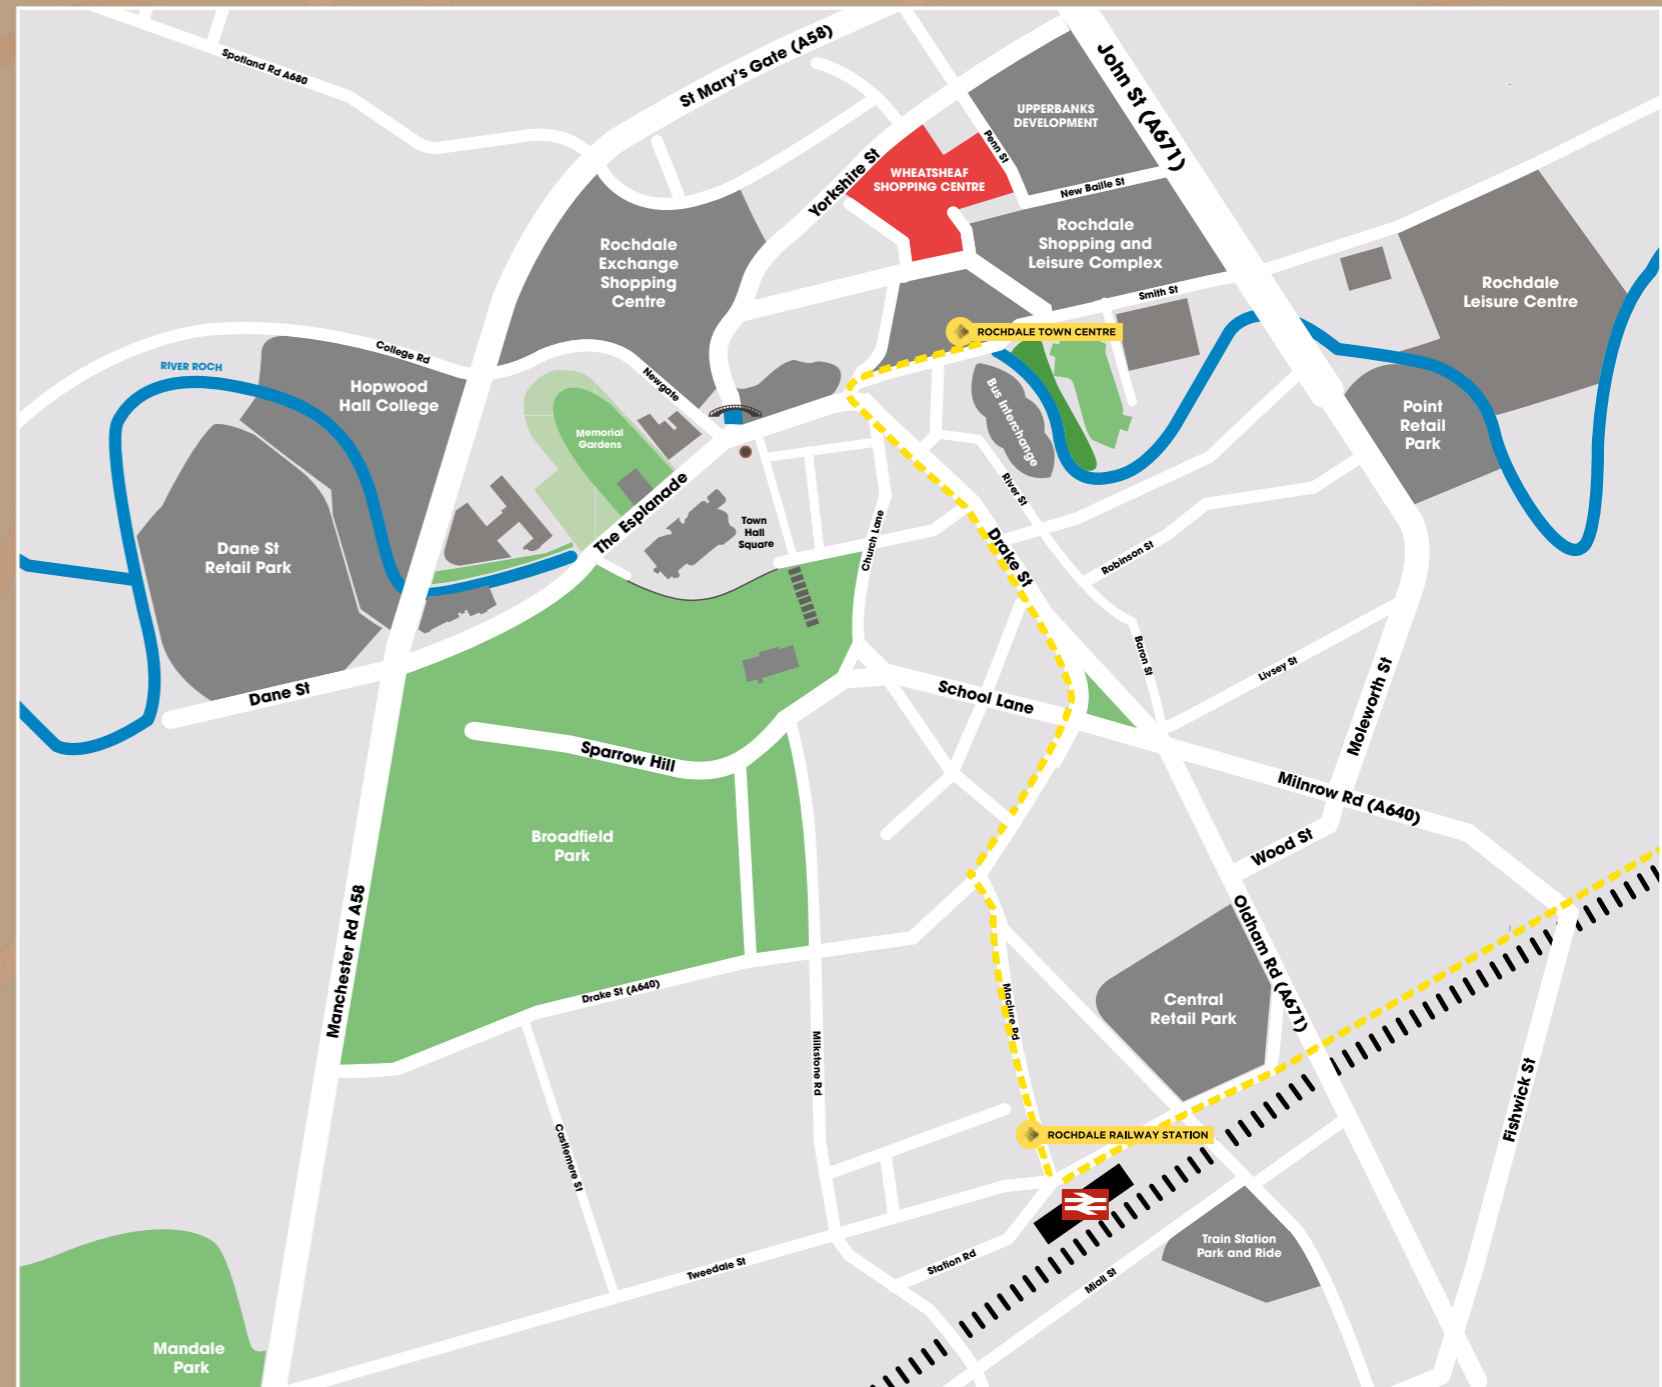 Spotland Rd A680
St Mary's Gate (A58)
John St (A671)
UPPERBANKS
DEVELOPMENT
Penn St
Yorkshire St
WHEATSHEAF
SHOPPING CENTRE
New Baille St
Rochdale
Shopping and
Leisure Complex
Rochdale
Exchange
Shopping
Centre
Smith St
Rochdale
Leisure Centre
ROCHDALE TOWN CENTRE
College Rd
RIVER ROCH
Hopwood
Hall College
Newgate
Memorial
Gardens
Bus Interchange
Point
Retail
Park
The Esplanade
Town
Hall
Square
River St
Church Lane
Drake St
Robinson St
Dane St
Retail Park
Baron St
Livsey St
Dane St
School Lane
Moleworth St
Sparrow Hill
Milnrow Rd (A640)
Broadfield
Park
Wood St
Manchester Rd A58
Oldham Rd (A671)
Drake St (A640)
Maclure Rd
Central
Retail Park
Milkstone Rd
Fishwick St
Castlemere St
ROCHDALE RAILWAY STATION
Train Station
Park and Ride
Station Rd
Tweedale St
Miall St
Mandale
Park